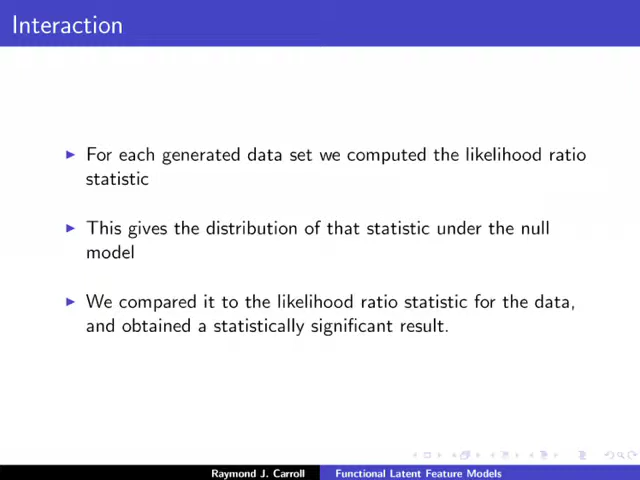 Interaction
For each generated data set we computed the likelihood ratio
statistic
This gives the distribution of that statistic under the null
model
We compared it to the likelihood ratio statistic for the data,
and obtained a statistically significant result.
Raymond J. Carroll Functional Latent Feature Models